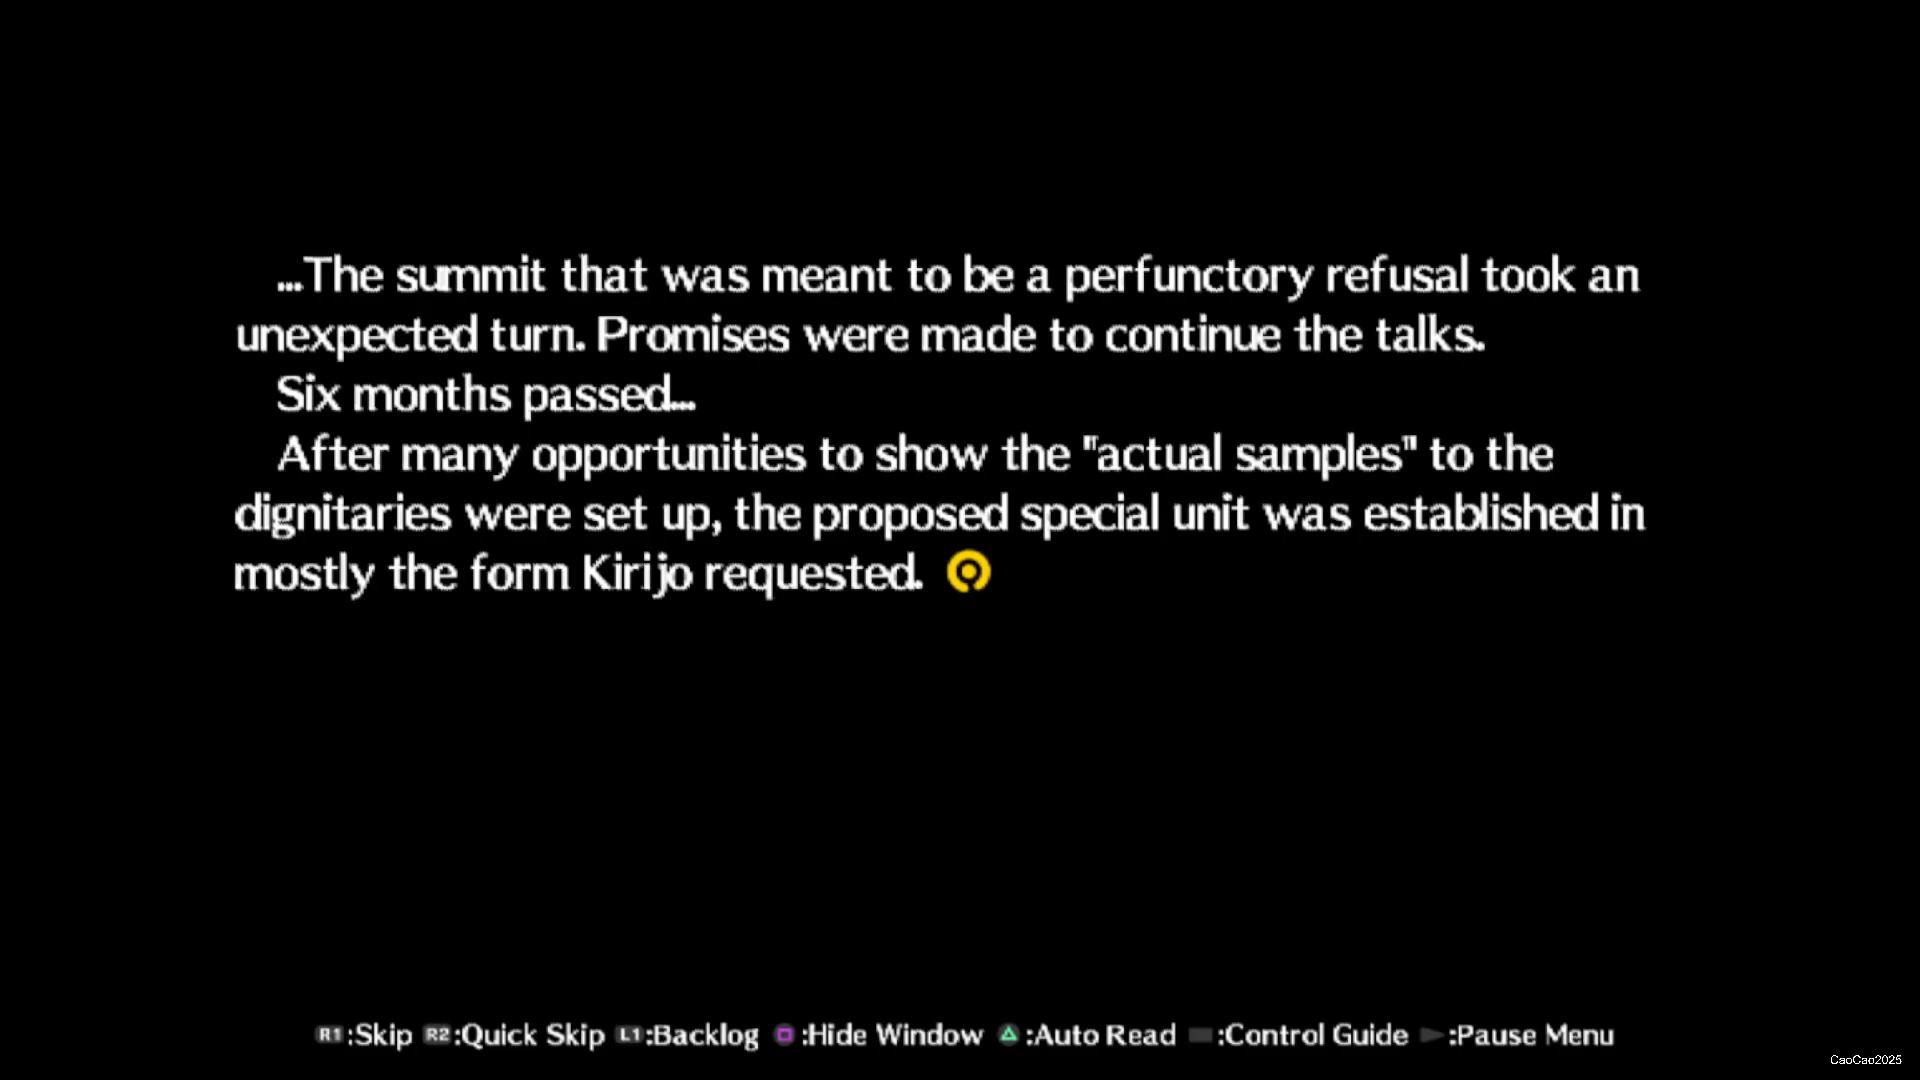 ...The summit that was meant to be a perfunctory refusal took an
unexpected turn. Promises were made to continue the talks.
Six months passed...
After many opportunities to show the "actual samples" to the
dignitaries were set up, the proposed special unit was established in
mostly the form Kirijo requested.
R1:Skip R2:Quick Skip L1:Backlog :Hide Window :Auto Read :Control Guide :Pause Menu
CaoCao2025